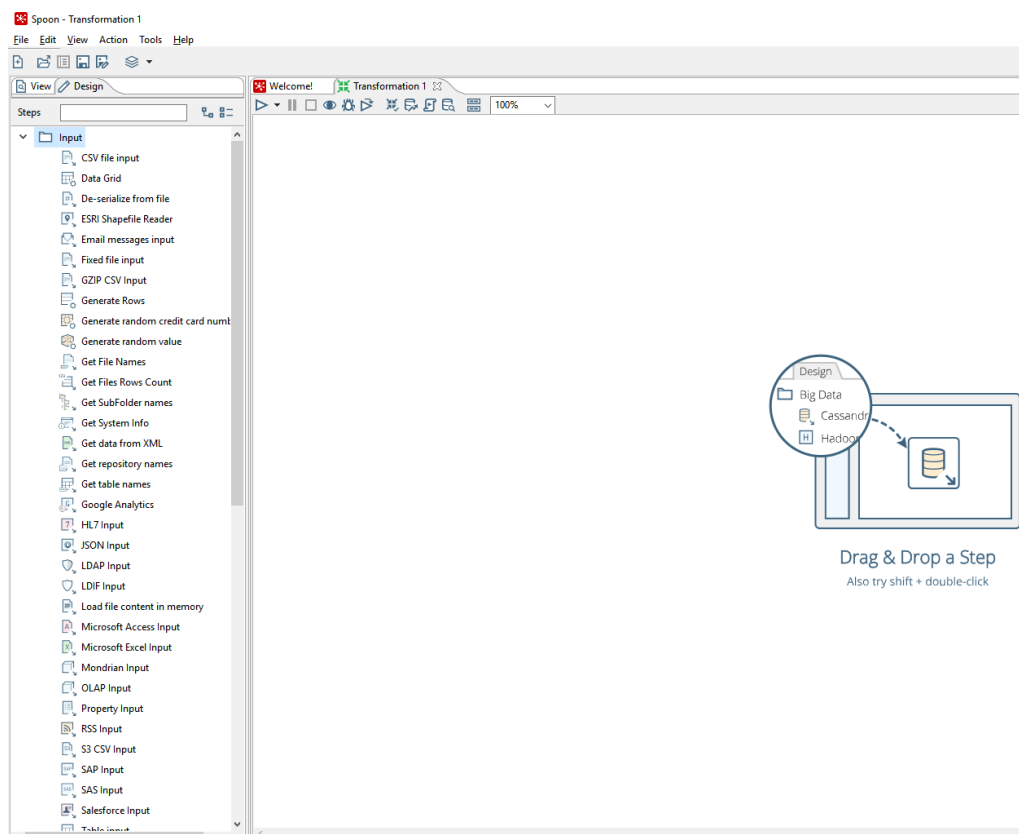 Spoon - Transformation 1
File Edit View Action Tools Help
View Design
Welcome! Transformation 1
Steps
100%
Input
CSV file input
Data Grid
De-serialize from file
ESRI Shapefile Reader
Email messages input
Fixed file input
GZIP CSV Input
Generate Rows
Generate random credit card numb
Generate random value
Get File Names
Get Files Rows Count
Get SubFolder names
Get System Info
Get data from XML
Get repository names
Get table names
Google Analytics
HL7 Input
JSON Input
LDAP Input
LDIF Input
Load file content in memory
Microsoft Access Input
Microsoft Excel Input
Mondrian Input
OLAP Input
Property Input
RSS Input
S3 CSV Input
SAP Input
SAS Input
Salesforce Input
Table input
Design
Big Data
Cassandr
H Hadoop
Drag & Drop a Step
Also try shift + double-click